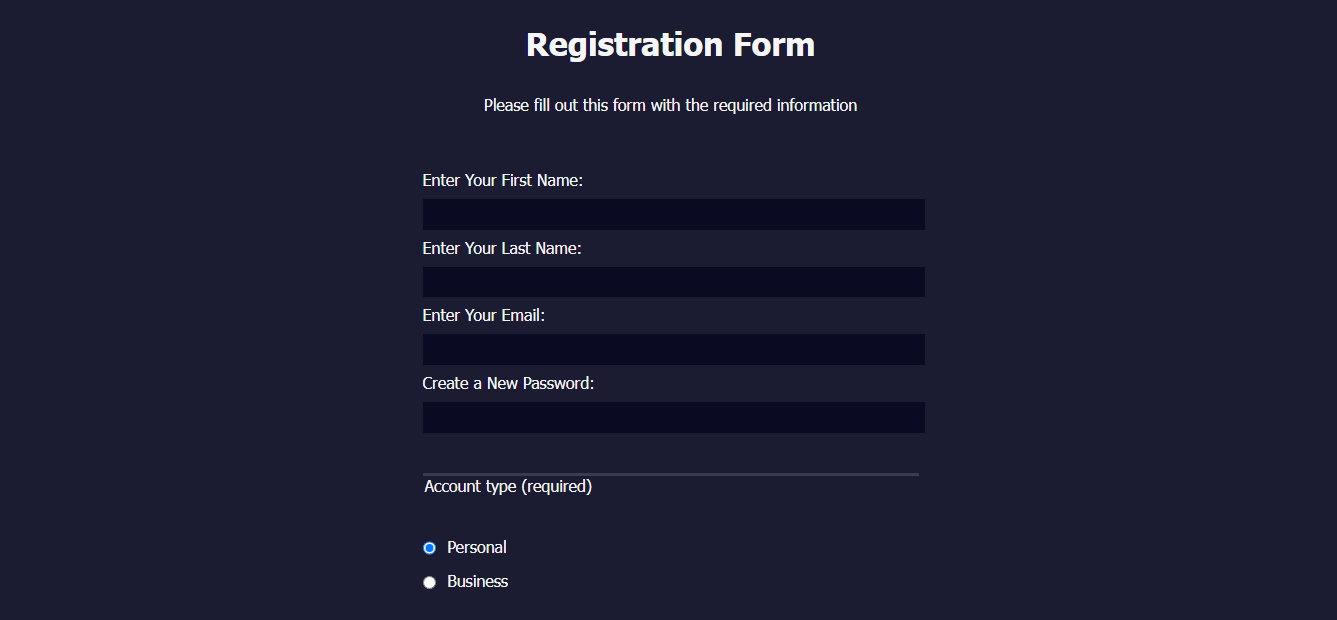 Registration Form
Please fill out this form with the required information
Enter Your First Name:
Enter Your Last Name:
Enter Your Email:
Create a New Password:
Account type (required)
Personal
Business